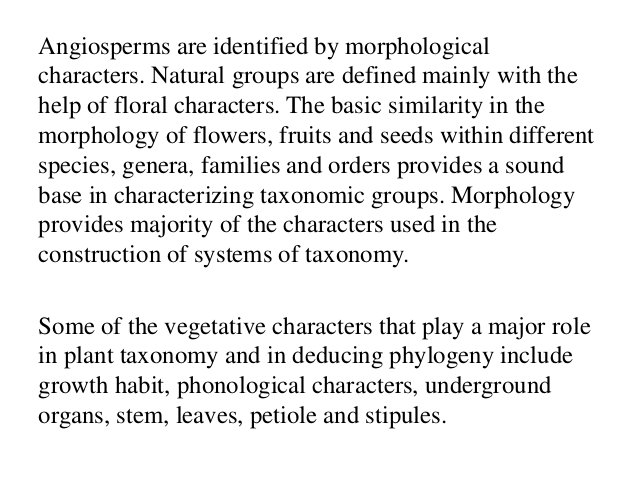 Angiosperms are identified by morphological
characters. Natural groups are defined mainly with the
help of floral characters. The basic similarity in the
morphology of flowers, fruits and seeds within different
species, genera, families and orders provides a sound
base in characterizing taxonomic groups. Morphology
provides majority of the characters used in the
construction of systems of taxonomy.
Some of the vegetative characters that play a major role
in plant taxonomy and in deducing phylogeny include
growth habit, phonological characters, underground
organs, stem, leaves, petiole and stipules.